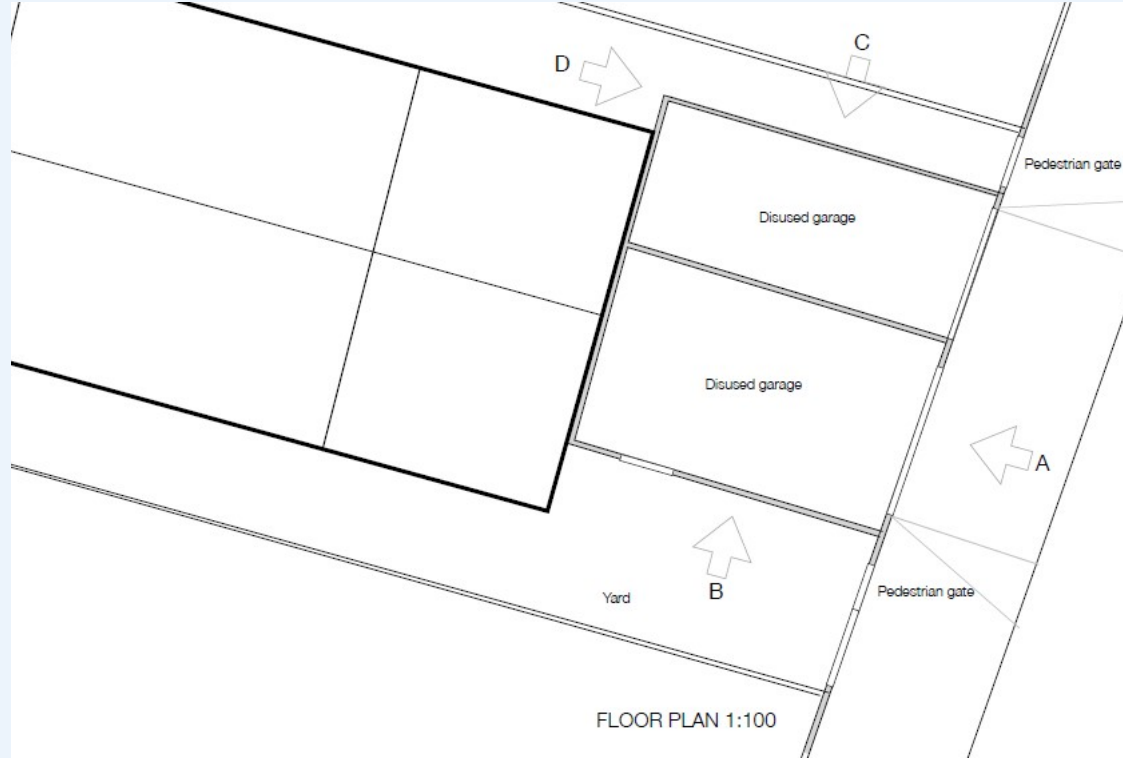 C
D
Pedestrian gate
Disused garage
Disused garage
A
B
Pedestrian gate
Yard
FLOOR PLAN 1:100